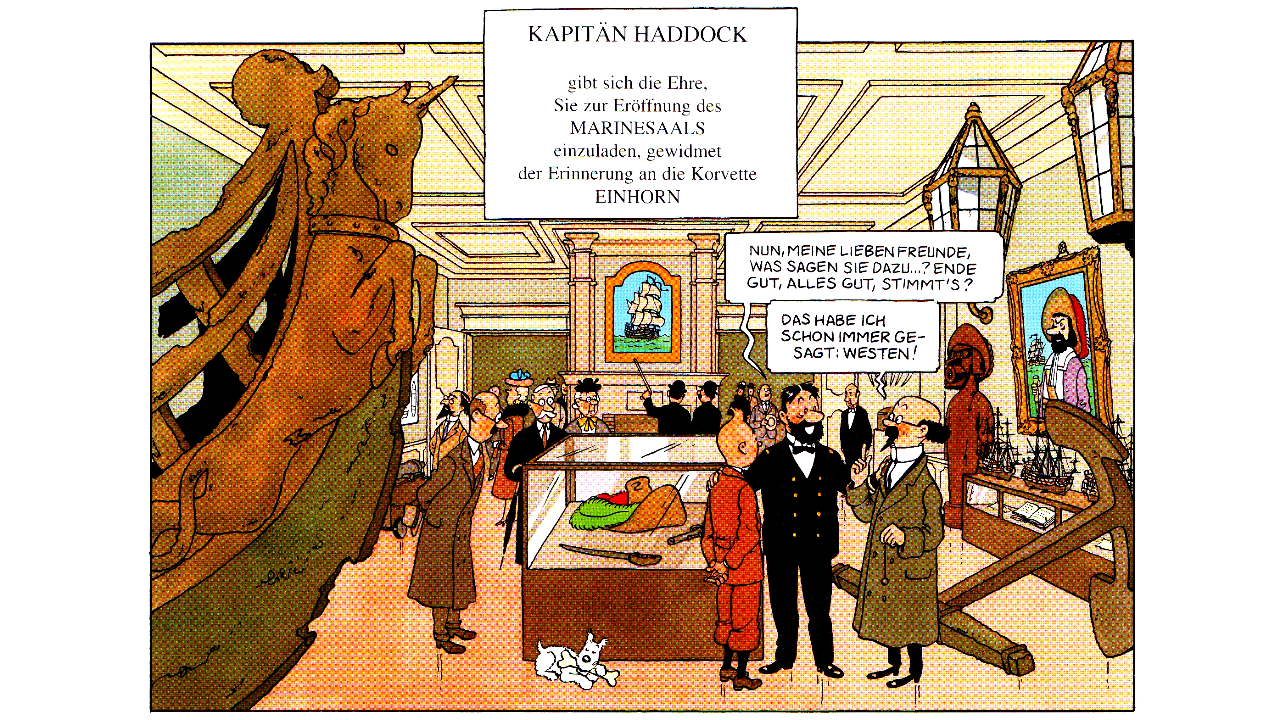 KAPITÄN HADDOCK
gibt sich die Ehre,
Sie zur Eröffnung des
MARINESAALS
einzuladen, gewidmet
der Erinnerung an die Korvette
EINHORN
NUN, MEINE LIEBEN FREUNDE,
WAS SAGEN SIE DAZU...? ENDE
GUT, ALLES GUT, STIMMT'S?
DAS HABE ICH
SCHON IMMER GE-
SAGT: WESTEN!